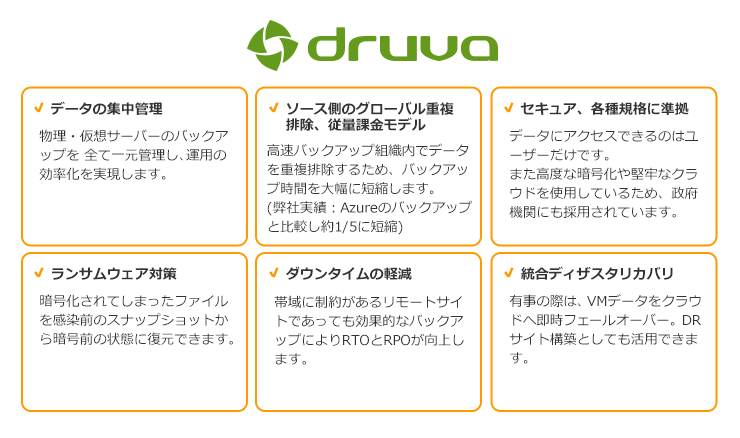 druva
データの集中管理
物理・仮想サーバーのバックア
ップを 全て一元管理し、運用の
効率化を実現します。
ソース側のグローバル重複
排除、従量課金モデル
高速バックアップ組織内でデータ
を重複排除するため、バックアッ
プ時間を大幅に短縮します。
(弊社実績：Azureのバックアップ
と比較し約1/5に短縮)
セキュア、各種規格に準拠
データにアクセスできるのはユ
ーザーだけです。
また高度な暗号化や堅牢なクラ
ウドを使用しているため、政府
機関にも採用されています。
ランサムウェア対策
暗号化されてしまったファイル
を感染前のスナップショットか
ら暗号前の状態に復元できます。
ダウンタイムの軽減
帯域に制約があるリモートサイ
トであっても効果的なバックア
ップによりRTOとRPOが向上し
ます。
統合ディザスタリカバリ
有事の際は、VMデータをクラウ
ドへ即時フェールオーバー。DR
サイト構築としても活用できま
す。